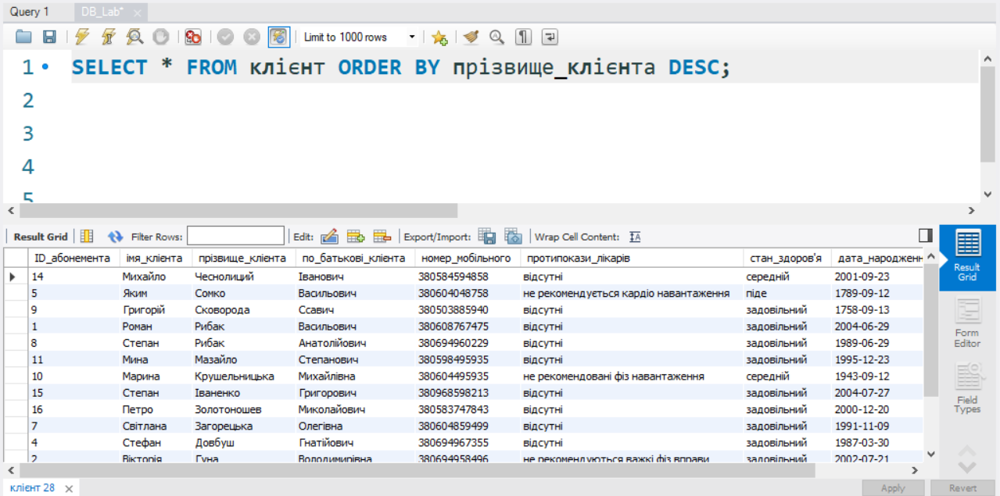 Query 1 DB_Lab*
Limit to 1000 rows
1 SELECT * FROM клієнт ORDER BY прізвище_клієнта DESC;
2
3
4
5
Result Grid Filter Rows: Edit: Export/Import: Wrap Cell Content:
ID_абонемента імя_клієнта прізвище_клієнта по_батькові_клієнта номер_мобільного протипокази_лікарів стан_здоров'я дата_народженн
14 Михайло Чеснолиций Іванович 380584594858 відсутні середній 2001-09-23
5 Яким Сомко Васильович 380604048758 не рекомендується кардіо навантаження піде 1789-09-12
9 Григорій Сковорода Ссавич 380503885940 відсутні задовільний 1758-09-13
1 Роман Рибак Васильович 380608767475 відсутні задовільний 2004-06-29
8 Степан Рибак Анатолійович 380694960229 відсутні задовільний 1989-06-29
11 Мина Мазайло Степанович 380598495935 відсутні задовільний 1995-12-23
10 Марина Крушельницька Михайлівна 380604495935 не рекомендовані фіз навантаження середній 1943-09-12
15 Степан Іваненко Григорович 380968598213 відсутні задовільний 2004-07-27
16 Петро Золотоношев Миколайович 380583747843 відсутні задовільний 2000-12-20
7 Світлана Загорецька Олегівна 380604859499 відсутні задовільний 1991-11-09
4 Стефан Довбуш Гнатійович 380694967355 відсутні задовільний 1987-03-30
2 Вікторія Гуна Володимирівна 380694958496 не рекомендуються важкі фіз вправи задовільний 2002-07-21
Result
Grid
Form
Editor
Field
Types
клієнт 28
Apply Revert